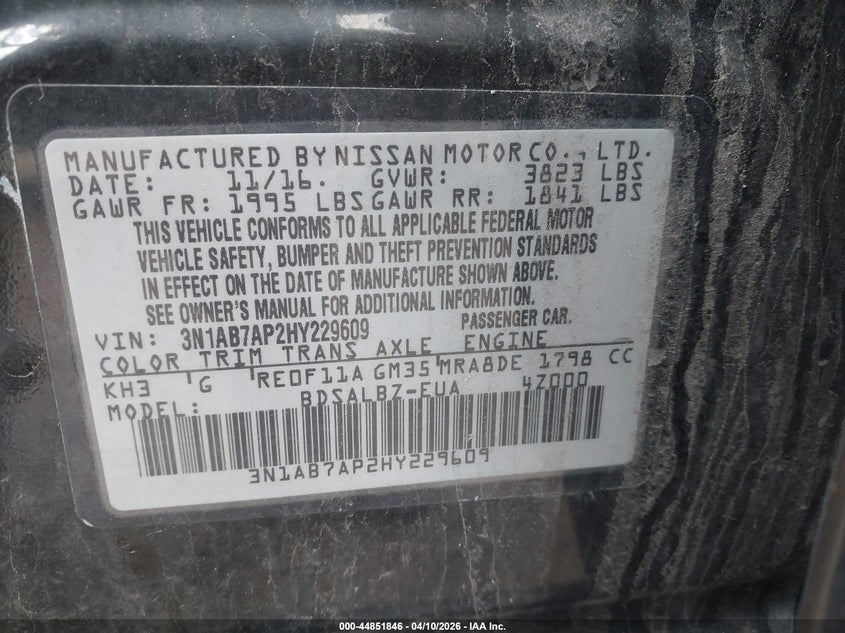 MANUFACTURED BY NISSAN MOTOR CO., LTD.
DATE: 11/16. GVWR: 3823 LBS
GAWR FR: 1995 LBS GAWR RR: 1841 LBS
THIS VEHICLE CONFORMS TO ALL APPLICABLE FEDERAL MOTOR
VEHICLE SAFETY, BUMPER AND THEFT PREVENTION STANDARDS
IN EFFECT ON THE DATE OF MANUFACTURE SHOWN ABOVE.
SEE OWNER'S MANUAL FOR ADDITIONAL INFORMATION.
VIN: 3N1AB7AP2HY229609 PASSENGER CAR.
COLOR TRIM TRANS AXLE ENGINE
KH3 G RE0F11A GM35 MRA8DE 1798 CC
MODEL: BDSALBZ-EUA 4Z000
3N1AB7AP2HY229609
000-44851846 - 04/10/2026 - IAA Inc.